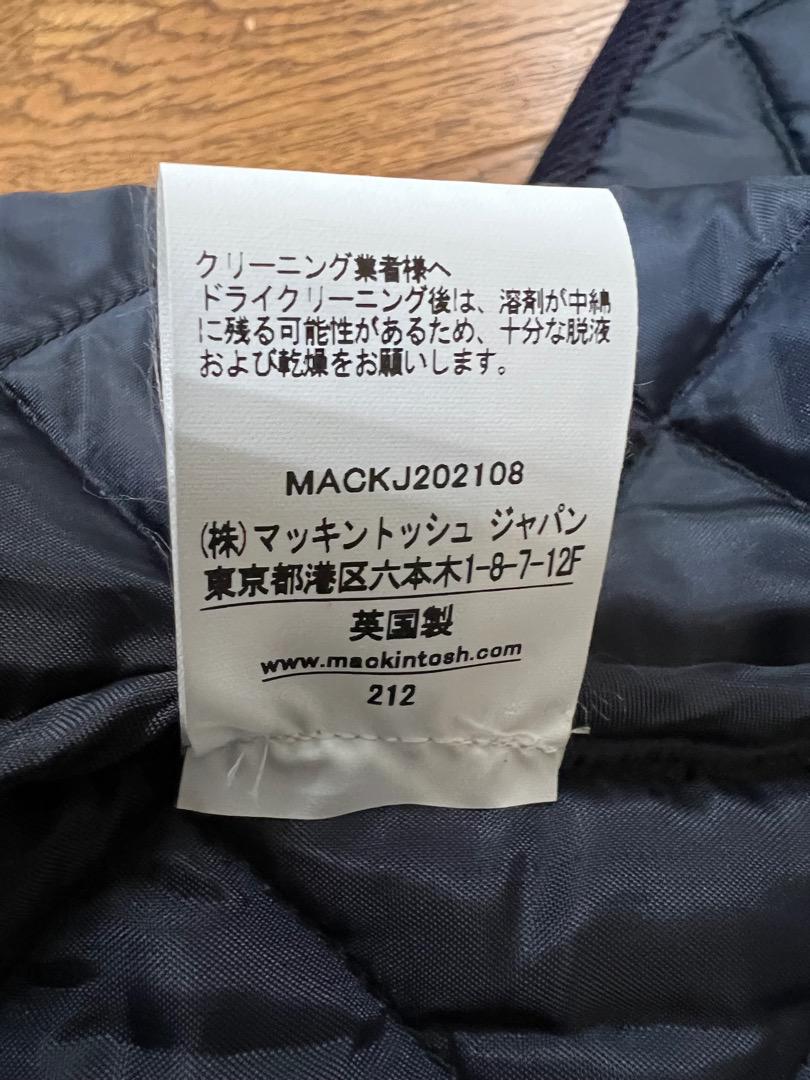 クリーニング業者様へ
ドライクリーニング後は、溶剤が中綿
に残る可能性があるため、十分な脱液
および乾燥をお願いします。
MACKJ202108
(株)マッキントッシュ ジャパン
東京都港区六本木1-8-7-12F
英国製
www.mackintosh.com
212